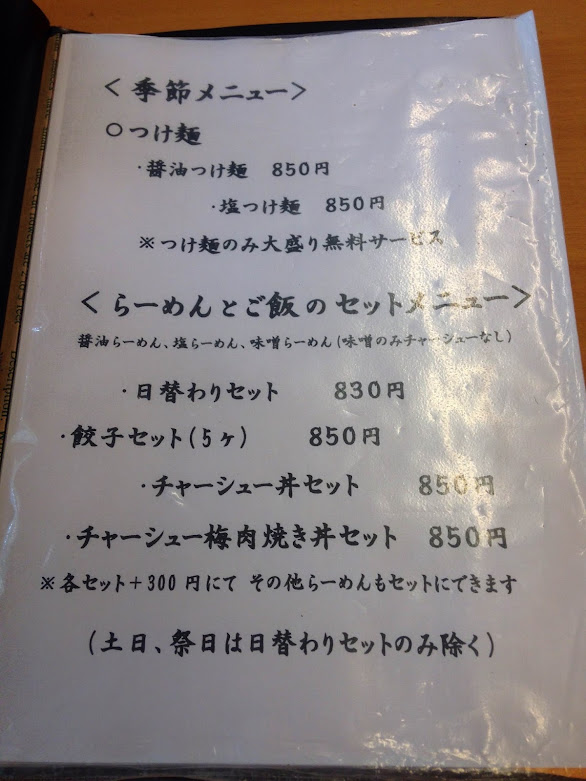 ＜季節メニュー＞
○つけ麺
・醤油つけ麺　850円
・塩つけ麺　850円
※つけ麺のみ大盛り無料サービス
＜らーめんとご飯のセットメニュー＞
醤油らーめん、塩らーめん、味噌らーめん(味噌のみチャーシューなし)
・日替わりセット　830円
・餃子セット(5ヶ)　850円
・チャーシュー丼セット　850円
・チャーシュー梅肉焼き丼セット　850円
※各セット＋300円にて その他らーめんもセットにできます
(土日、祭日は日替わりセットのみ除く)